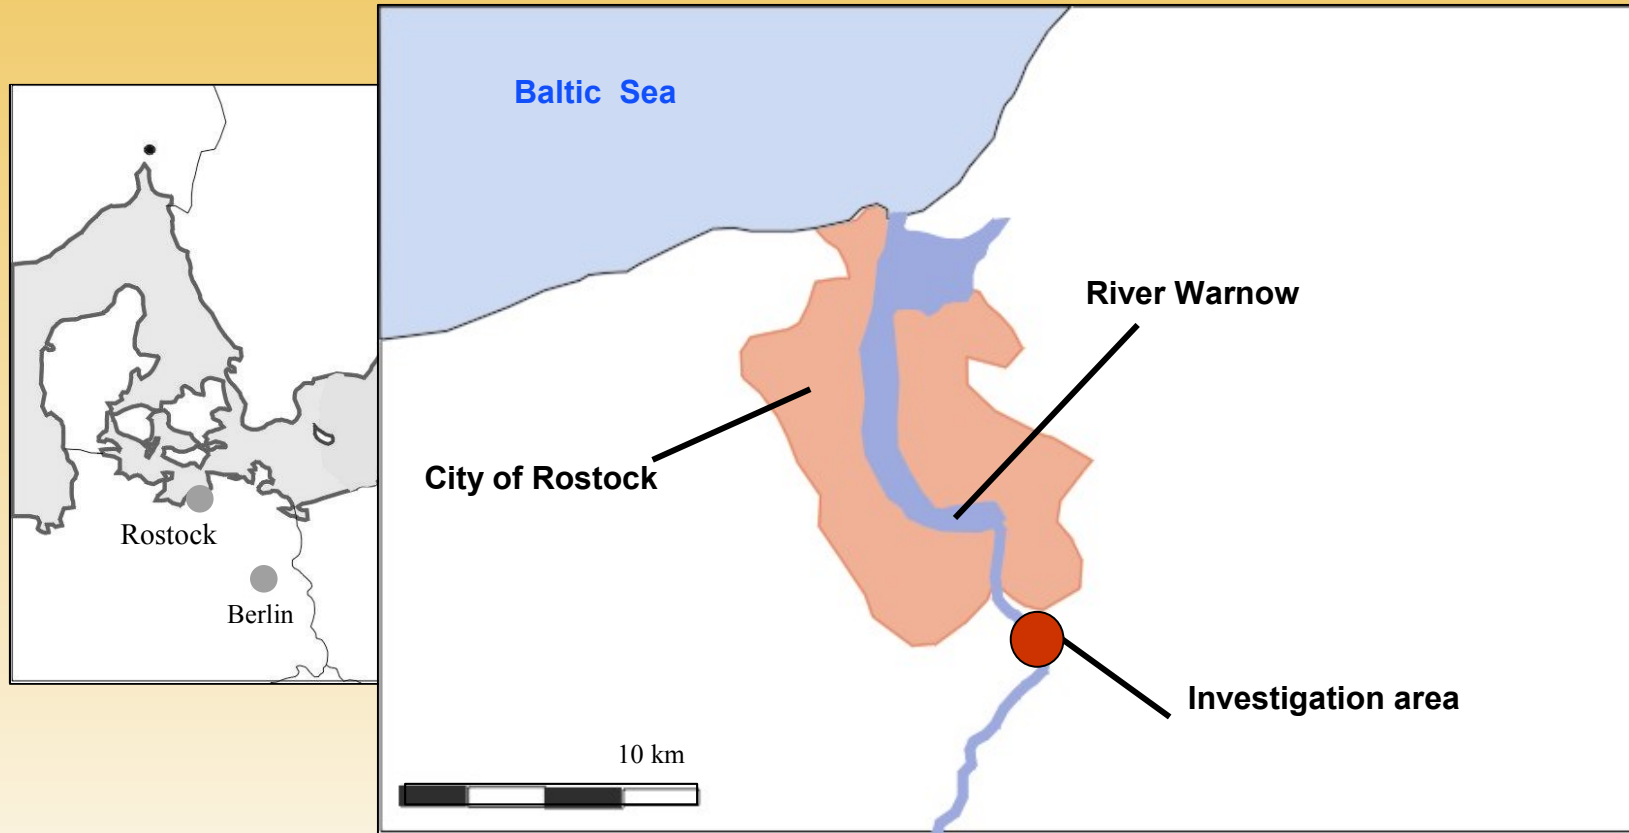 Baltic  Sea
River Warnow
City of Rostock
Rostock
Berlin
Investigation area
10 km